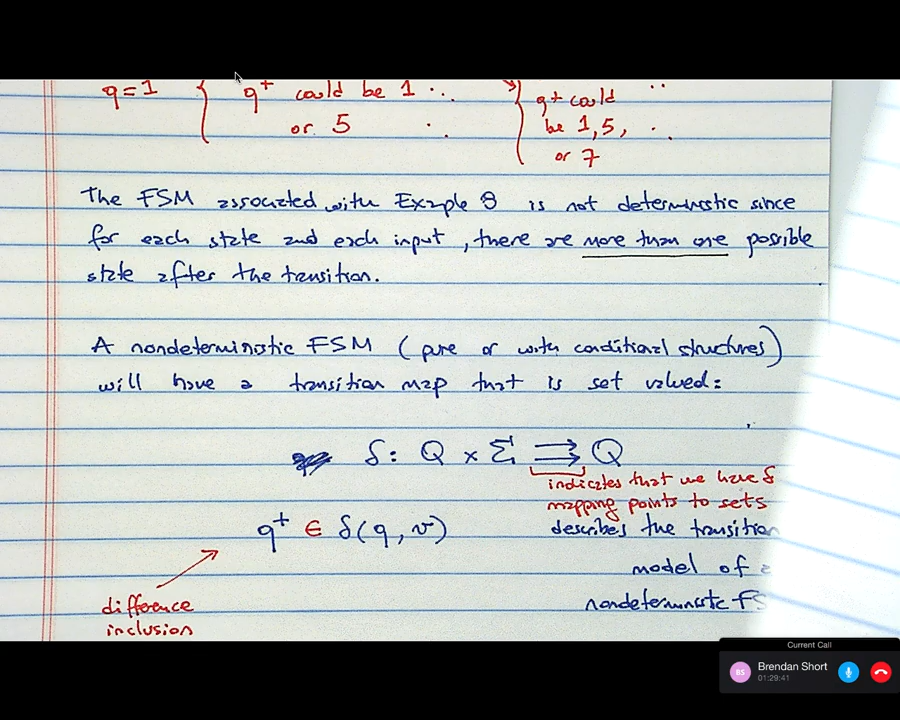 q=1 { q⁺ could be 1 ...
or 5
{ q⁺ could
be 1, 5,
or 7
The FSM associated with Example 8 is not deterministic since
for each state and each input, there are more than one possible
state after the transition.
A nondeterministic FSM (pure or with conditional structures)
will have a transition map that is set valued:
δ: Q × Σ ⇉ Q
indicates that we have δ
mapping points to sets
q⁺ ∈ δ(q, v)
describes the transition
model of a
nondeterministic FS
difference
inclusion
Current Call
BS
Brendan Short
01:29:41